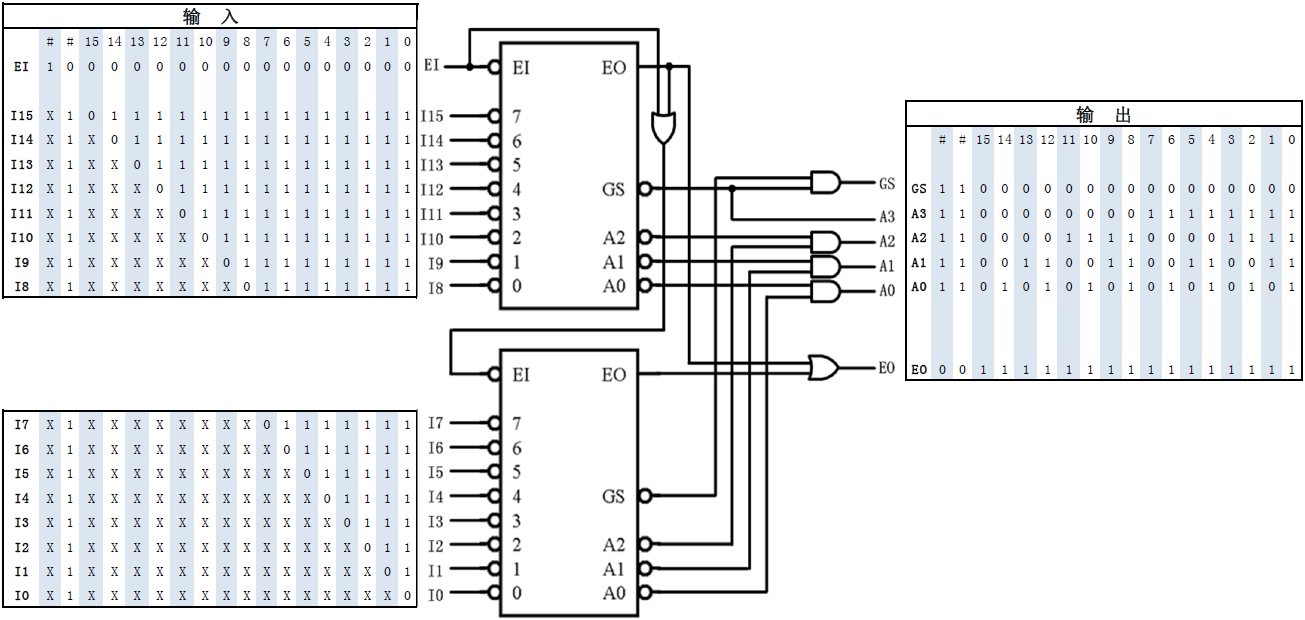 输 入
# # 15 14 13 12 11 10 9 8 7 6 5 4 3 2 1 0
EI 1 0 0 0 0 0 0 0 0 0 0 0 0 0 0 0 0 0
I15 X 1 0 1 1 1 1 1 1 1 1 1 1 1 1 1 1 1
I14 X 1 X 0 1 1 1 1 1 1 1 1 1 1 1 1 1 1
I13 X 1 X X 0 1 1 1 1 1 1 1 1 1 1 1 1 1
I12 X 1 X X X 0 1 1 1 1 1 1 1 1 1 1 1 1
I11 X 1 X X X X 0 1 1 1 1 1 1 1 1 1 1 1
I10 X 1 X X X X X 0 1 1 1 1 1 1 1 1 1 1
I9 X 1 X X X X X X 0 1 1 1 1 1 1 1 1 1
I8 X 1 X X X X X X X 0 1 1 1 1 1 1 1 1
I7 X 1 X X X X X X X X 0 1 1 1 1 1 1 1
I6 X 1 X X X X X X X X X 0 1 1 1 1 1 1
I5 X 1 X X X X X X X X X X 0 1 1 1 1 1
I4 X 1 X X X X X X X X X X X 0 1 1 1 1
I3 X 1 X X X X X X X X X X X X 0 1 1 1
I2 X 1 X X X X X X X X X X X X X 0 1 1
I1 X 1 X X X X X X X X X X X X X X 0 1
I0 X 1 X X X X X X X X X X X X X X X 0
EI EI EO
I15 7
I14 6
I13 5
I12 4 GS
I11 3
I10 2 A2
I9 1 A1
I8 0 A0
EI EO
I7 7
I6 6
I5 5
I4 4 GS
I3 3
I2 2 A2
I1 1 A1
I0 0 A0
GS
A3
A2
A1
A0
EO
输 出
# # 15 14 13 12 11 10 9 8 7 6 5 4 3 2 1 0
GS 1 1 0 0 0 0 0 0 0 0 0 0 0 0 0 0 0 0
A3 1 1 0 0 0 0 0 0 0 0 1 1 1 1 1 1 1 1
A2 1 1 0 0 0 0 1 1 1 1 0 0 0 0 1 1 1 1
A1 1 1 0 0 1 1 0 0 1 1 0 0 1 1 0 0 1 1
A0 1 1 0 1 0 1 0 1 0 1 0 1 0 1 0 1 0 1
EO 0 0 1 1 1 1 1 1 1 1 1 1 1 1 1 1 1 1